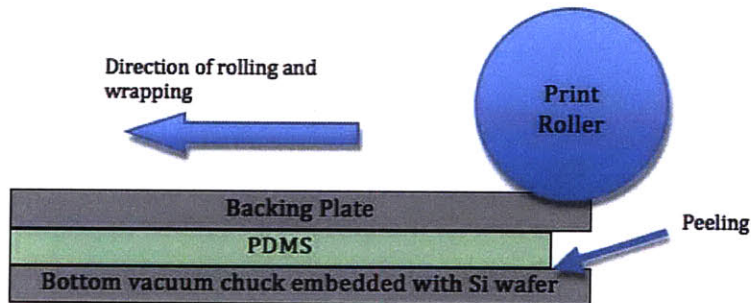 Direction of rolling and
wrapping
Print
Roller
Backing Plate
Peeling
PDMS
Bottom vacuum chuck embedded with Si wafer